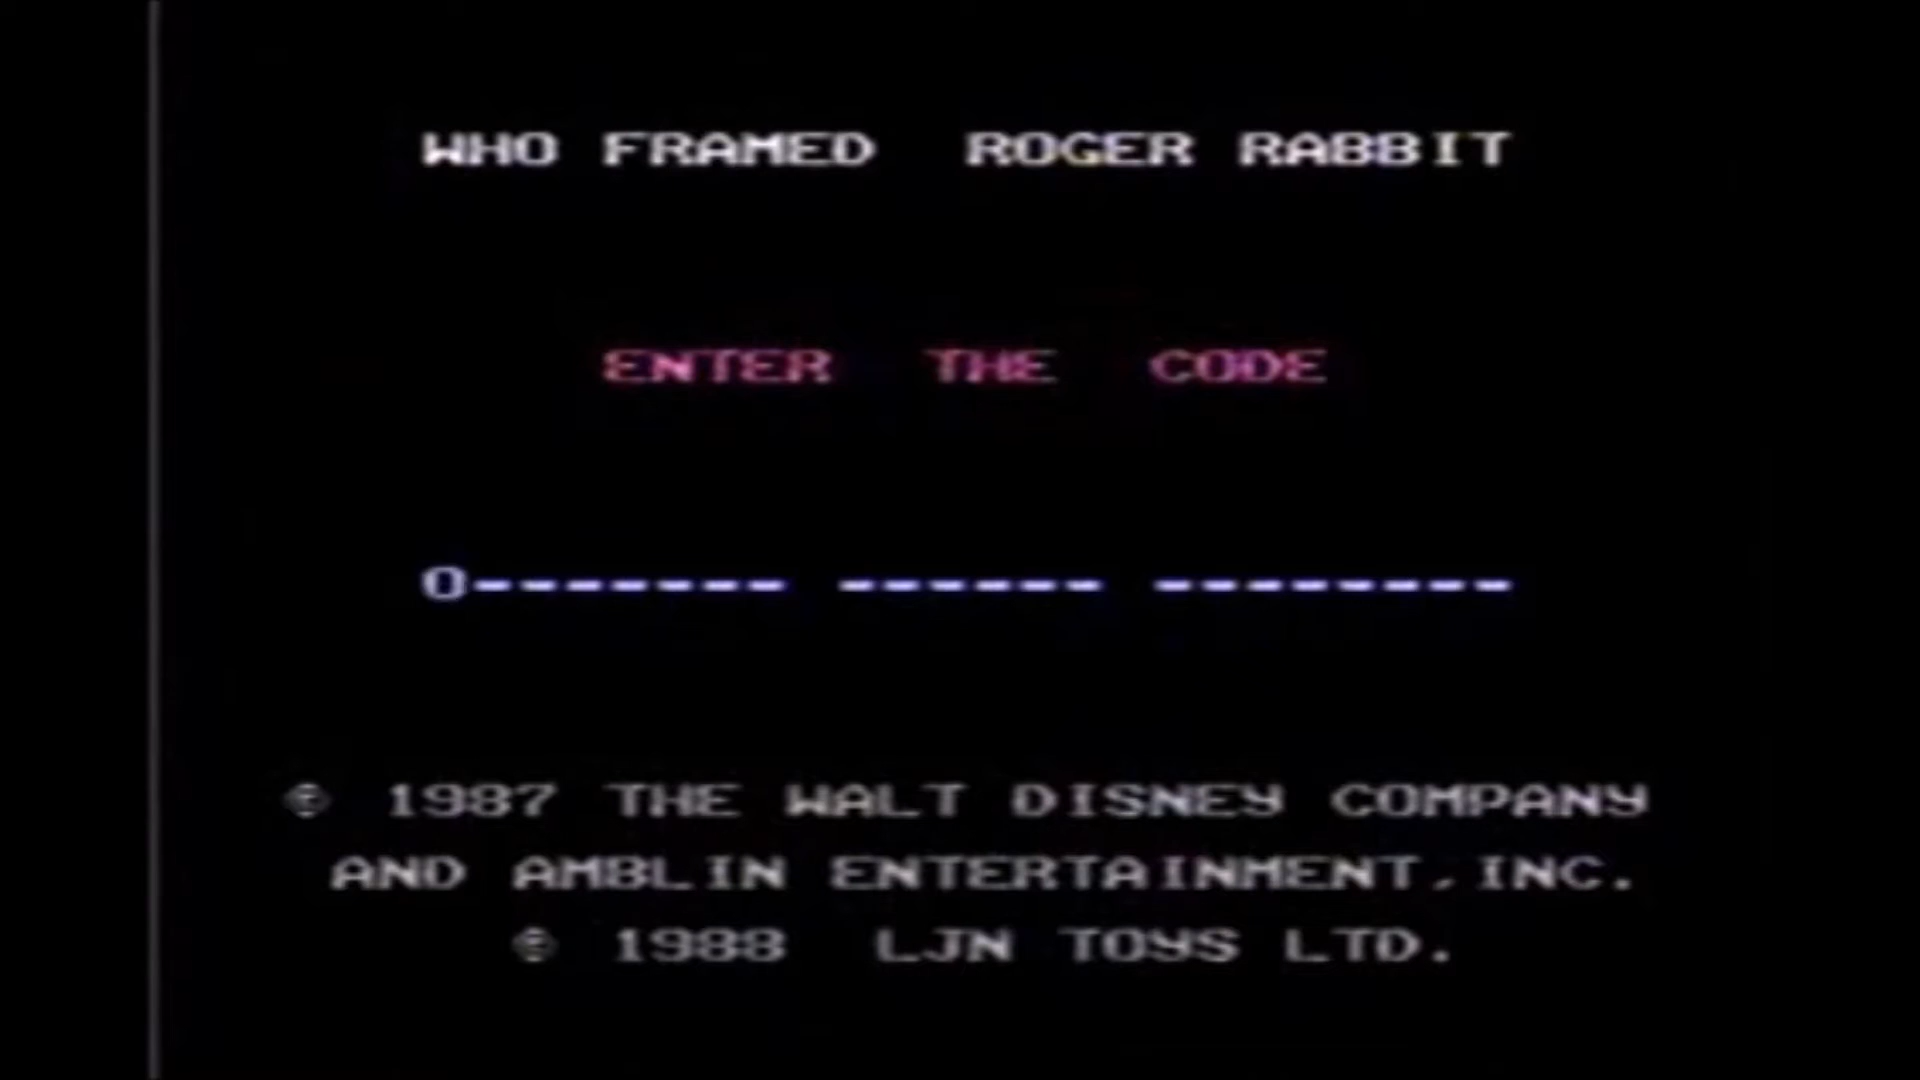 WHO FRAMED ROGER RABBIT
ENTER THE CODE
0------- ------ --------
© 1987 THE WALT DISNEY COMPANY
AND AMBLIN ENTERTAINMENT,INC.
© 1988 LJN TOYS LTD.